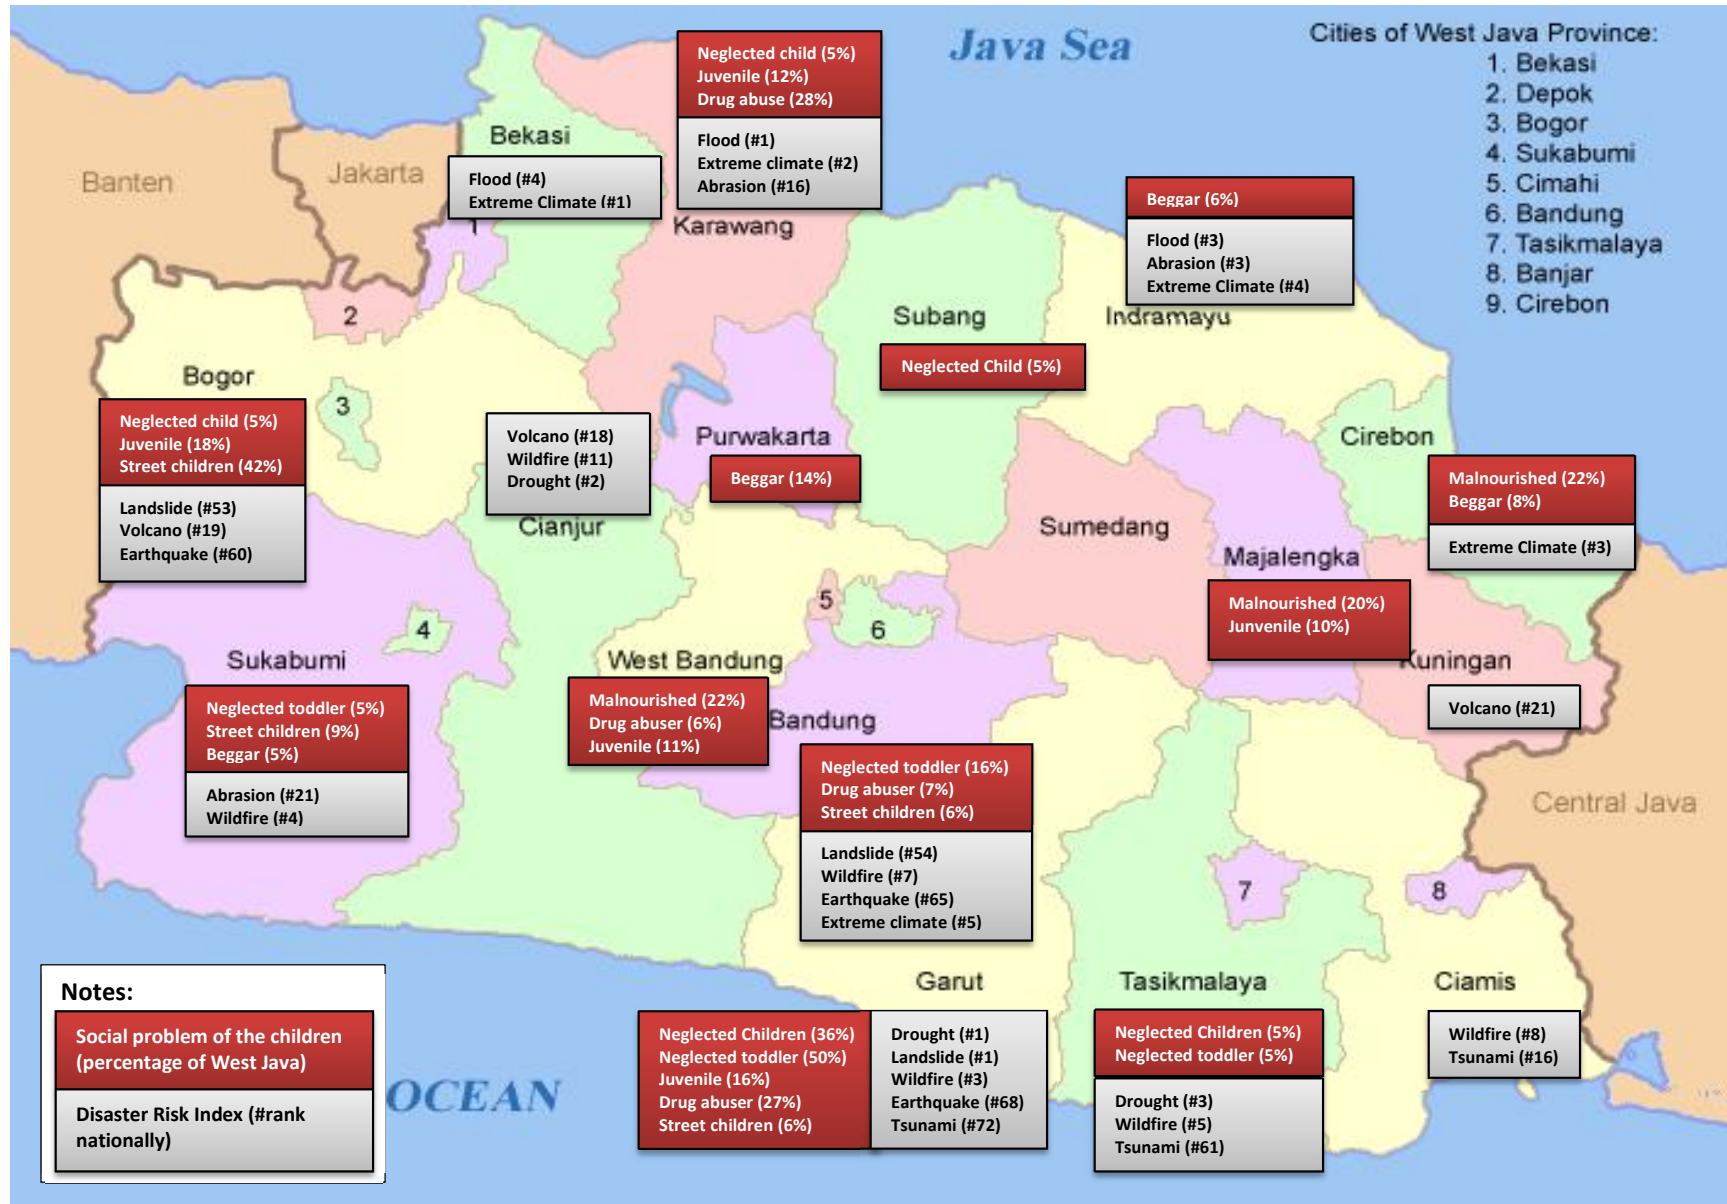 Java Sea
Cities of West Java Province:
1. Bekasi
2. Depok
3. Bogor
4. Sukabumi
5. Cimahi
6. Bandung
7. Tasikmalaya
8. Banjar
9. Cirebon
Banten
Jakarta
Bekasi
Flood (#4)
Extreme Climate (#1)
1
Neglected child (5%)
Juvenile (12%)
Drug abuse (28%)
Flood (#1)
Extreme climate (#2)
Abrasion (#16)
Karawang
Beggar (6%)
Flood (#3)
Abrasion (#3)
Extreme Climate (#4)
Indramayu
Subang
Neglected Child (5%)
2
Bogor
3
Neglected child (5%)
Juvenile (18%)
Street children (42%)
Landslide (#53)
Volcano (#19)
Earthquake (#60)
Volcano (#18)
Wildfire (#11)
Drought (#2)
Cianjur
Purwakarta
Beggar (14%)
Cirebon
Malnourished (22%)
Beggar (8%)
Extreme Climate (#3)
Sumedang
Majalengka
Malnourished (20%)
Junvenile (10%)
Kuningan
Volcano (#21)
4
Sukabumi
Neglected toddler (5%)
Street children (9%)
Beggar (5%)
Abrasion (#21)
Wildfire (#4)
5
6
West Bandung
Malnourished (22%)
Drug abuser (6%)
Juvenile (11%)
Bandung
Neglected toddler (16%)
Drug abuser (7%)
Street children (6%)
Landslide (#54)
Wildfire (#7)
Earthquake (#65)
Extreme climate (#5)
Central Java
7
8
Garut
Neglected Children (36%)
Neglected toddler (50%)
Juvenile (16%)
Drug abuser (27%)
Street children (6%)
Drought (#1)
Landslide (#1)
Wildfire (#3)
Earthquake (#68)
Tsunami (#72)
Tasikmalaya
Neglected Children (5%)
Neglected toddler (5%)
Drought (#3)
Wildfire (#5)
Tsunami (#61)
Ciamis
Wildfire (#8)
Tsunami (#16)
OCEAN
Notes:
Social problem of the children
(percentage of West Java)
Disaster Risk Index (#rank
nationally)